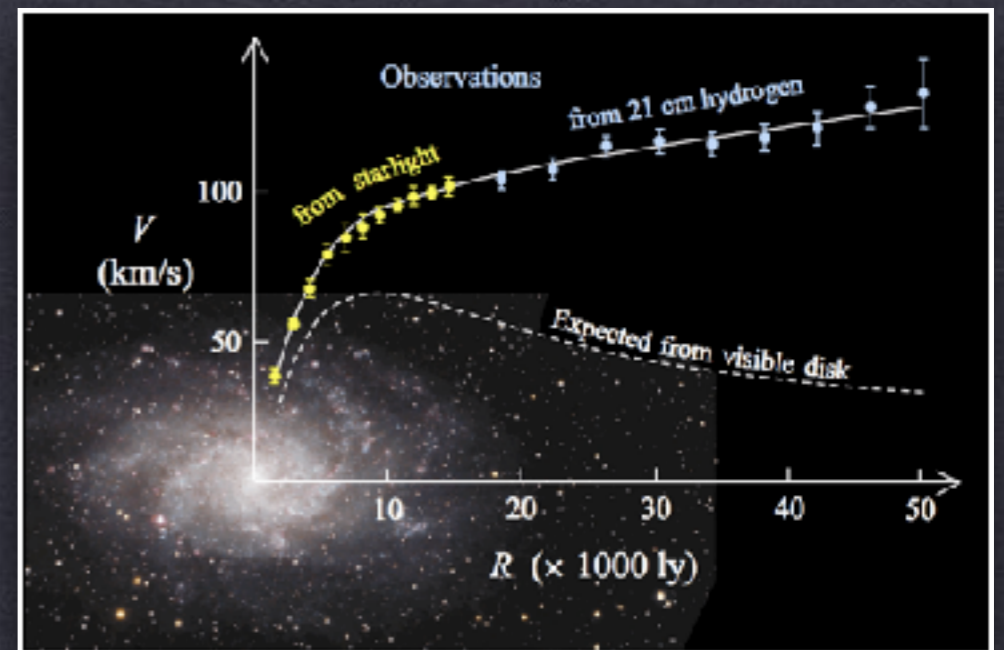 Observations
from 21 cm hydrogen
from starlight
100
V
(km/s)
50
Expected from visible disk
10 20 30 40 50
R (× 1000 ly)